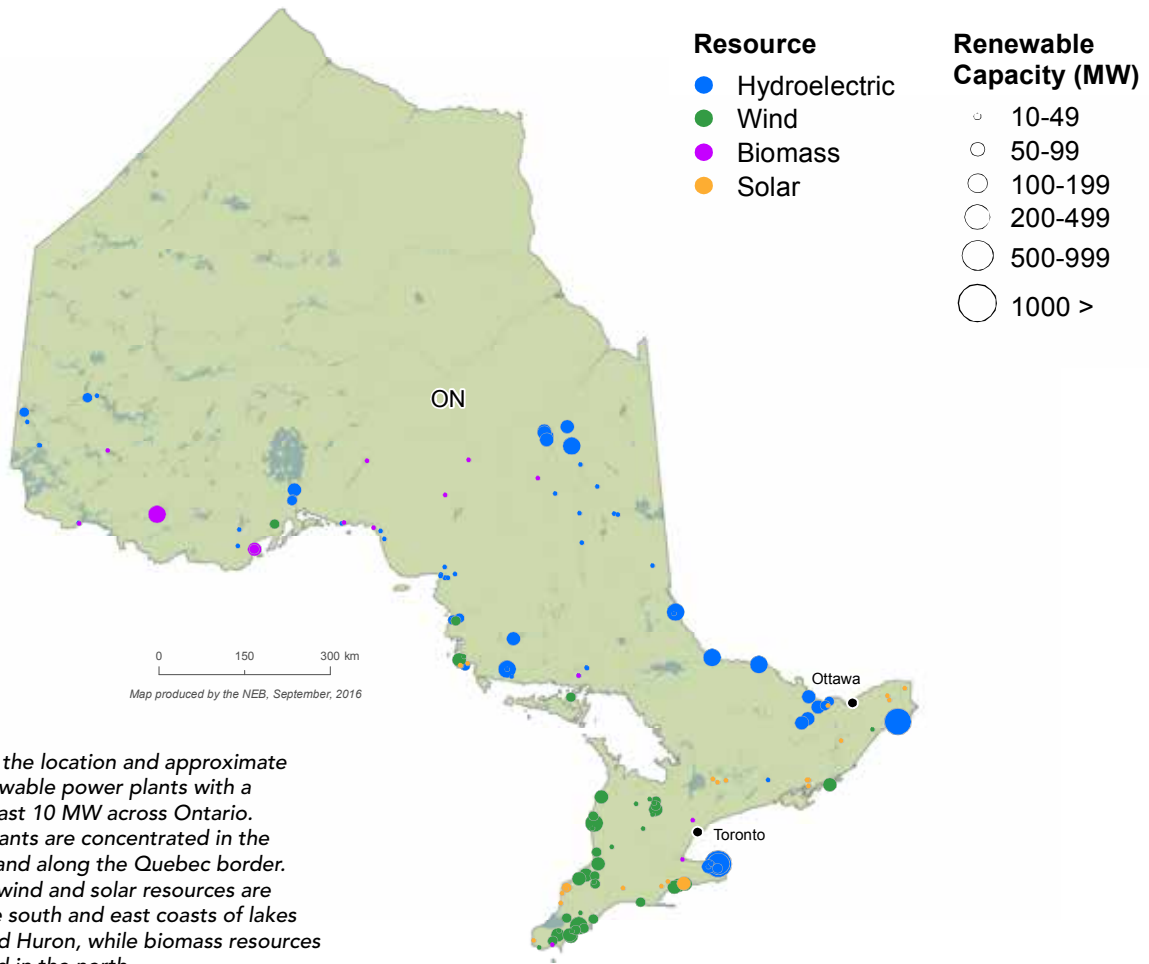 Resource
Hydroelectric
Wind
Biomass
Solar
Renewable
Capacity (MW)
10-49
50-99
100-199
200-499
500-999
1000 >
ON
0 150 300 km
Map produced by the NEB, September, 2016
Ottawa
Toronto
the location and approximate
wable power plants with a
ast 10 MW across Ontario.
ants are concentrated in the
and along the Quebec border.
wind and solar resources are
e south and east coasts of lakes
d Huron, while biomass resources
d in the north